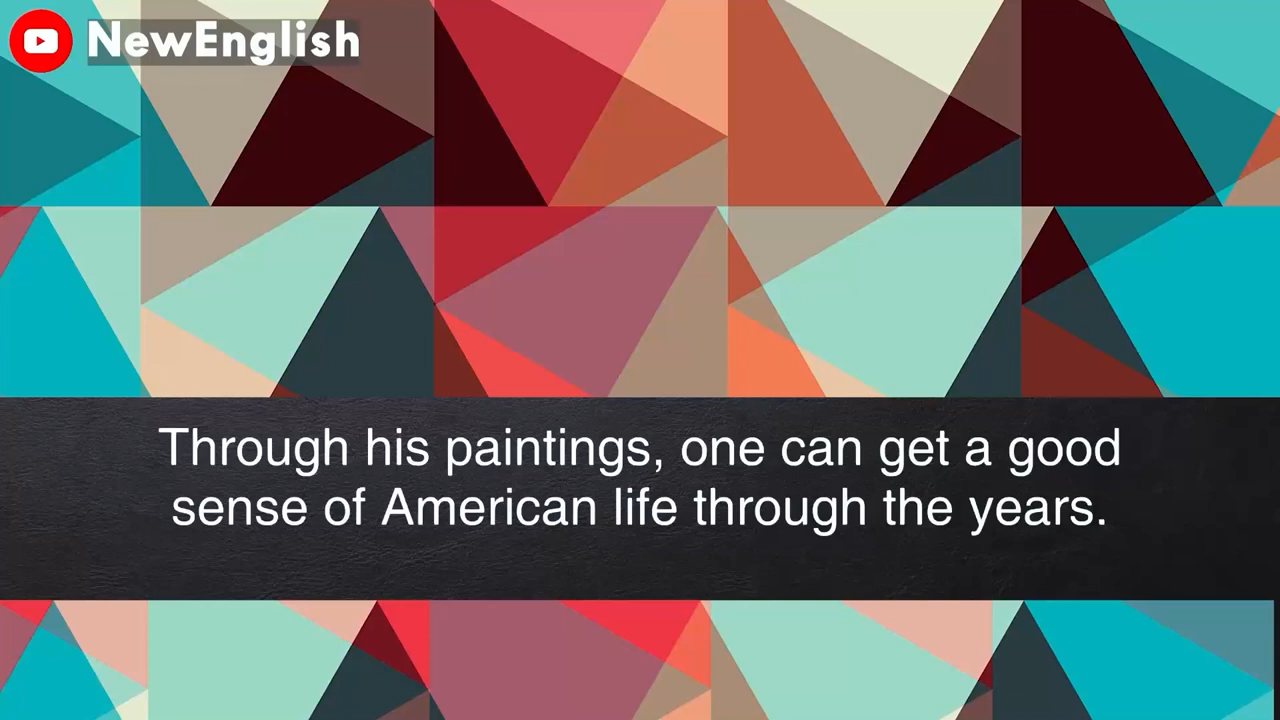 NewEnglish
Through his paintings, one can get a good
sense of American life through the years.